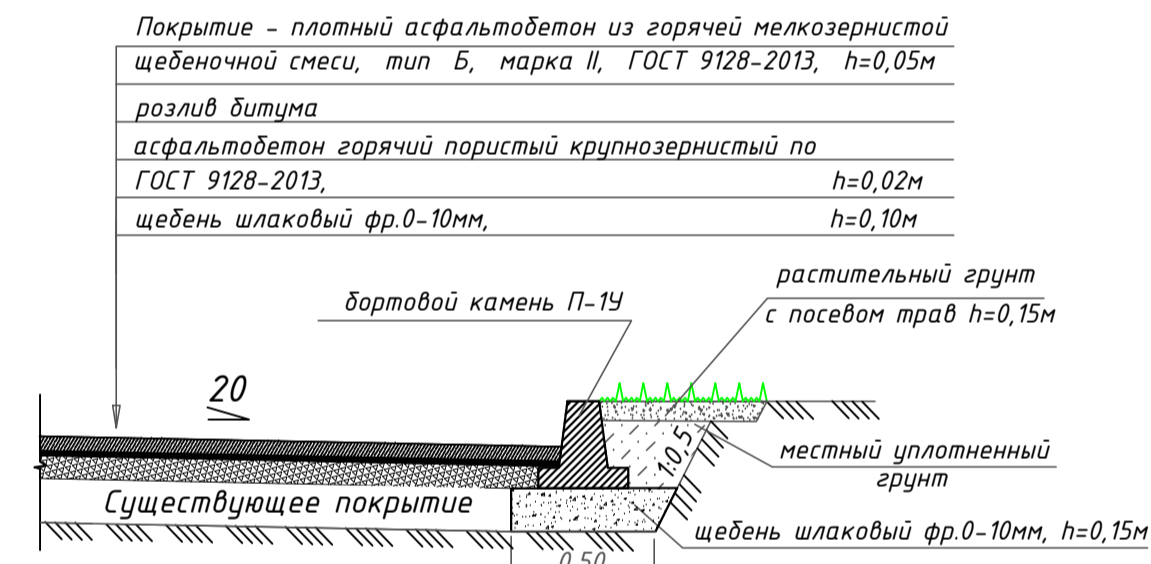 Покрытие - плотный асфальтобетон из горячей мелкозернистой
щебеночной смеси, тип Б, марка II, ГОСТ 9128-2013, h=0,05м
розлив битума
асфальтобетон горячий пористый крупнозернистый по
ГОСТ 9128-2013, h=0,02м
щебень шлаковый фр.0-10мм, h=0,10м
бортовой камень П-1У
растительный грунт
с посевом трав h=0,15м
20
1:0,5
местный уплотненный
грунт
Существующее покрытие
щебень шлаковый фр.0-10мм, h=0,15м
0,50